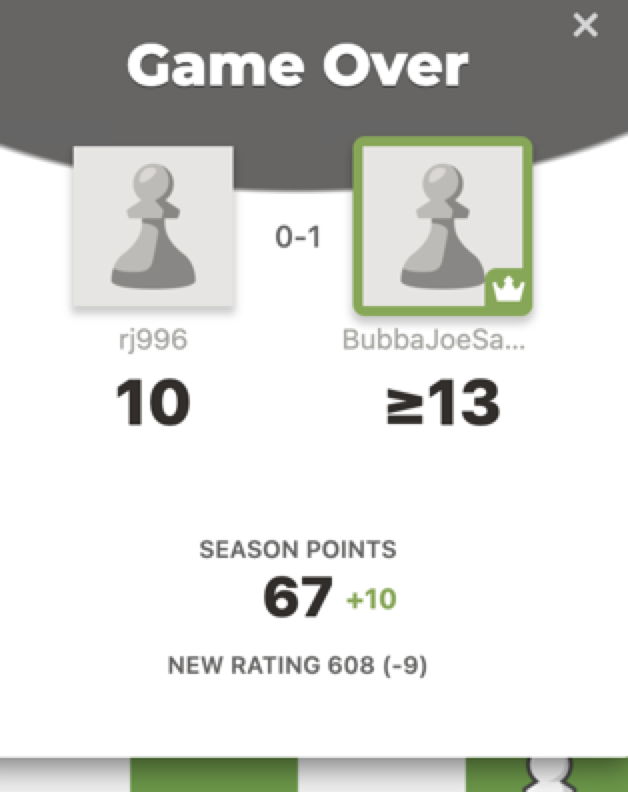 Game Over
0-1
rj996
BubbaJoeSa...
10
≥13
SEASON POINTS
67 +10
NEW RATING 608 (-9)